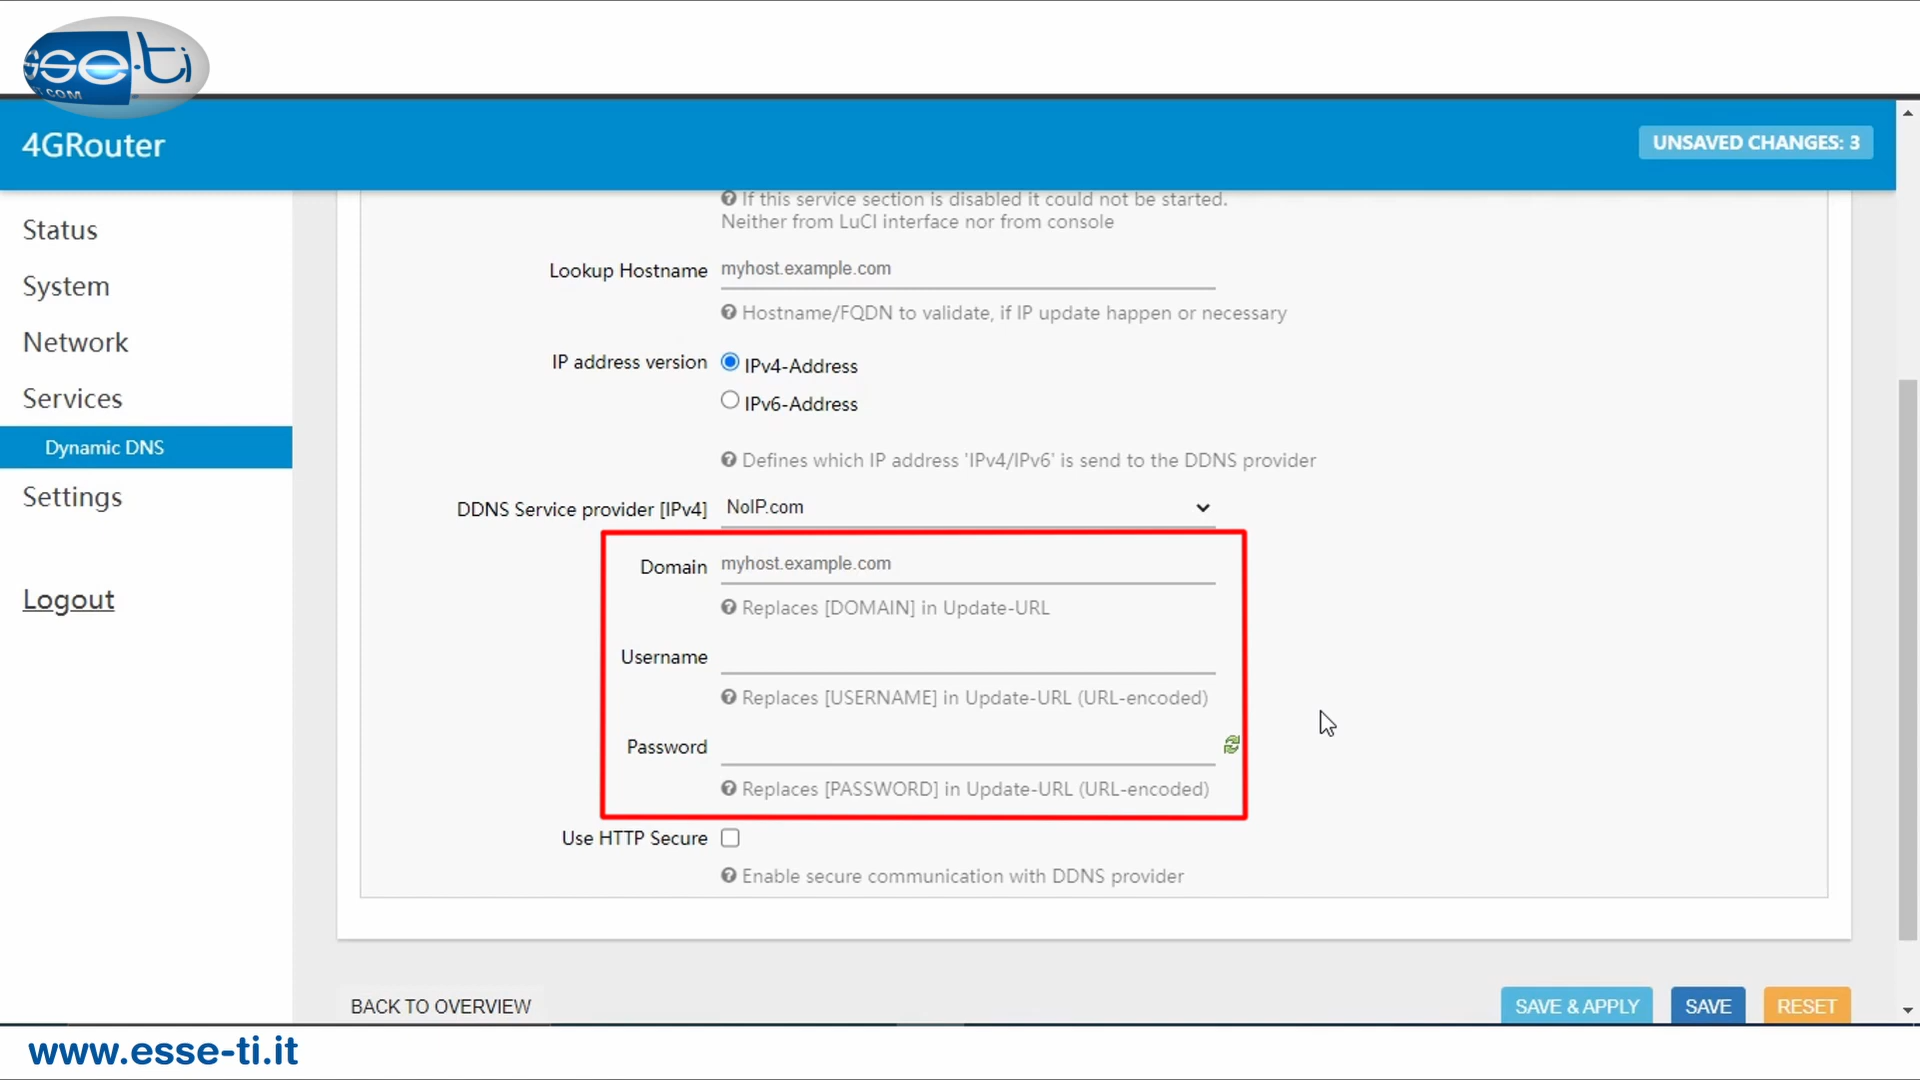 sse-ti
.COM
4GRouter
UNSAVED CHANGES: 3
If this service section is disabled it could not be started.
Neither from LuCI interface nor from console
Status
System
Network
Services
Dynamic DNS
Settings
Logout
Lookup Hostname myhost.example.com
Hostname/FQDN to validate, if IP update happen or necessary
IP address version IPv4-Address
IPv6-Address
Defines which IP address 'IPv4/IPv6' is send to the DDNS provider
DDNS Service provider [IPv4] NoIP.com
Domain myhost.example.com
Replaces [DOMAIN] in Update-URL
Username
Replaces [USERNAME] in Update-URL (URL-encoded)
Password
Replaces [PASSWORD] in Update-URL (URL-encoded)
Use HTTP Secure
Enable secure communication with DDNS provider
BACK TO OVERVIEW
SAVE & APPLY
SAVE
RESET
www.esse-ti.it